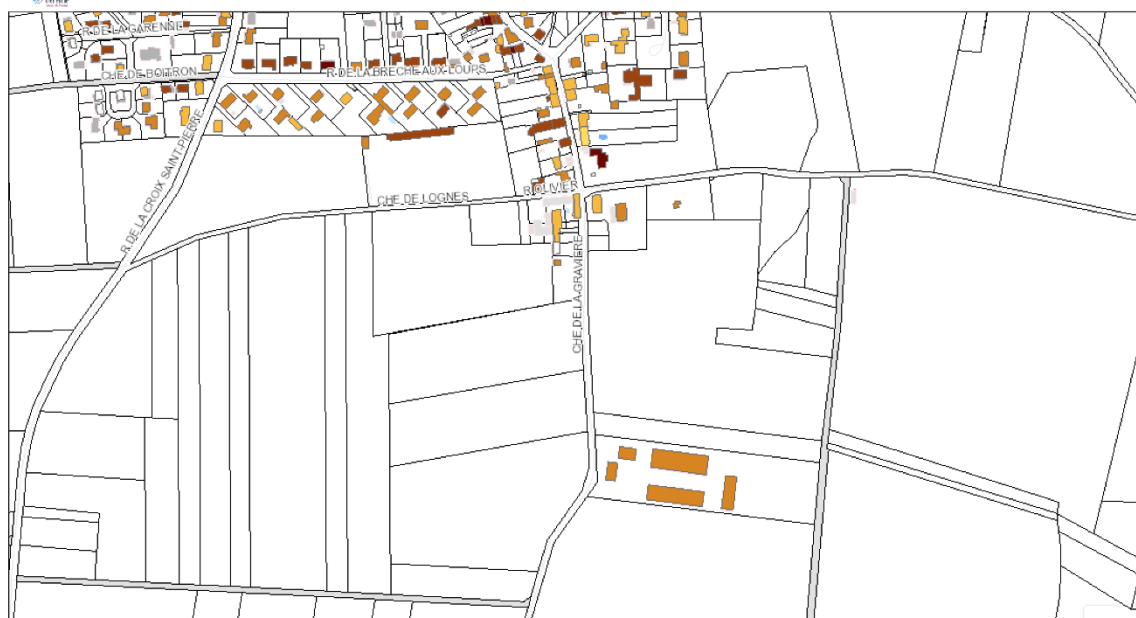 R DE LA GARENNE
CHE DE BOITRON
R DE LA BRECHE AUX LOUPS
R DE LA CROIX SAINT-PIERRE
CHE DE LOGNES
R OLIVIER
CHE DE LA GRAVIERE